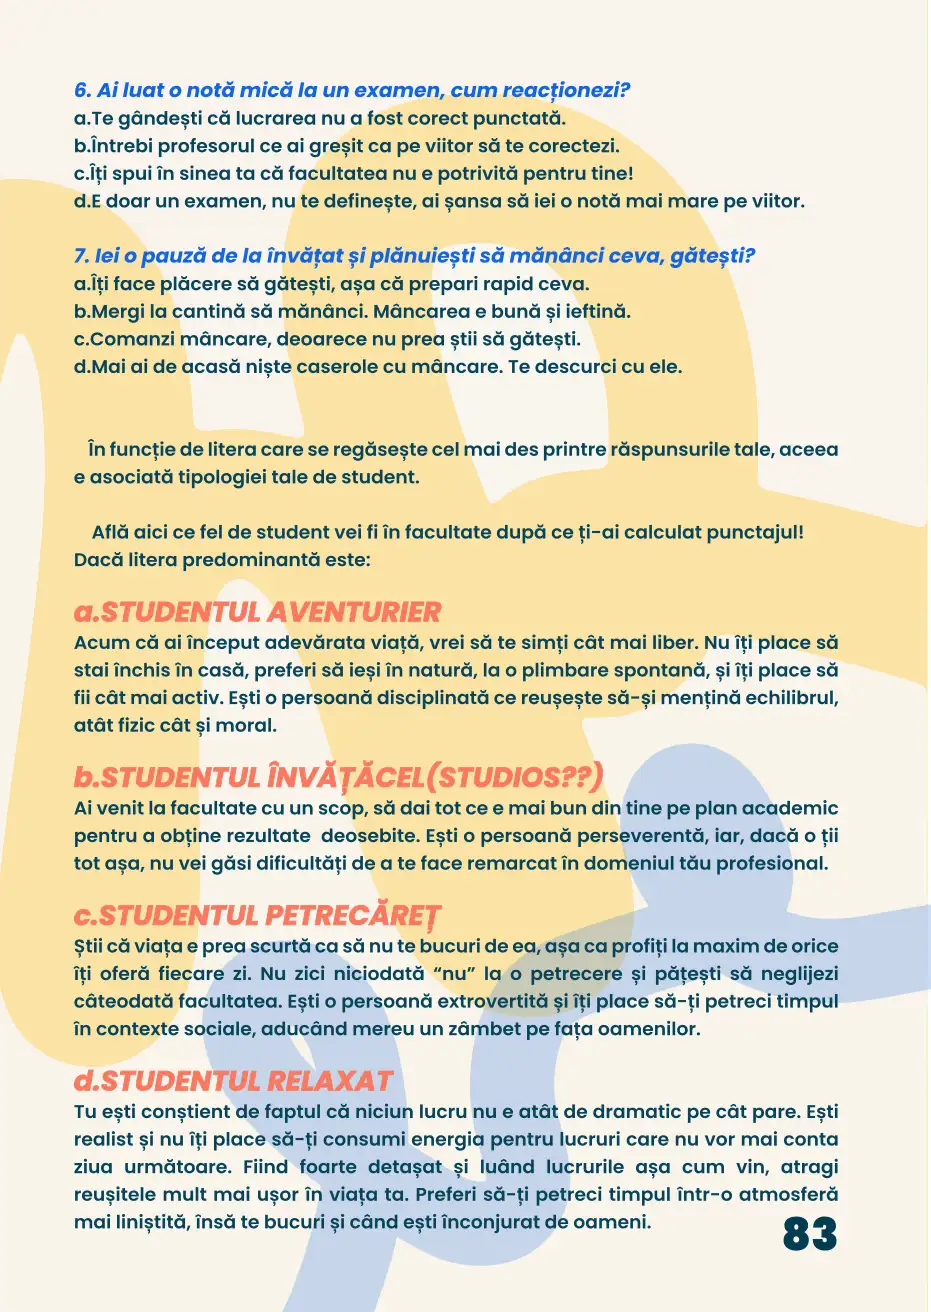 6. Ai luat o notă mică la un examen, cum reacționezi?
a.Te gândești că lucrarea nu a fost corect punctată.
b.Întrebi profesorul ce ai greșit ca pe viitor să te corectezi.
c.Îți spui în sinea ta că facultatea nu e potrivită pentru tine!
d.E doar un examen, nu te definește, ai șansa să iei o notă mai mare pe viitor.
7. Iei o pauză de la învățat și plănuiești să mănânci ceva, gătești?
a.Îți face plăcere să gătești, așa că prepari rapid ceva.
b.Mergi la cantină să mănânci. Mâncarea e bună și ieftină.
c.Comanzi mâncare, deoarece nu prea știi să gătești.
d.Mai ai de acasă niște caserole cu mâncare. Te descurci cu ele.
În funcție de litera care se regăsește cel mai des printre răspunsurile tale, aceea
e asociată tipologiei tale de student.
Află aici ce fel de student vei fi în facultate după ce ți-ai calculat punctajul!
Dacă litera predominantă este:
a.STUDENTUL AVENTURIER
Acum că ai început adevărata viață, vrei să te simți cât mai liber. Nu îți place să
stai închis în casă, preferi să ieși în natură, la o plimbare spontană, și îți place să
fii cât mai activ. Ești o persoană disciplinată ce reușește să-și mențină echilibrul,
atât fizic cât și moral.
b.STUDENTUL ÎNVĂȚĂCEL(STUDIOS??)
Ai venit la facultate cu un scop, să dai tot ce e mai bun din tine pe plan academic
pentru a obține rezultate deosebite. Ești o persoană perseverentă, iar, dacă o ții
tot așa, nu vei găsi dificultăți de a te face remarcat în domeniul tău profesional.
c.STUDENTUL PETRECĂREȚ
Știi că viața e prea scurtă ca să nu te bucuri de ea, așa ca profiți la maxim de orice
îți oferă fiecare zi. Nu zici niciodată “nu” la o petrecere și pățești să neglijezi
câteodată facultatea. Ești o persoană extrovertită și îți place să-ți petreci timpul
în contexte sociale, aducând mereu un zâmbet pe fața oamenilor.
d.STUDENTUL RELAXAT
Tu ești conștient de faptul că niciun lucru nu e atât de dramatic pe cât pare. Ești
realist și nu îți place să-ți consumi energia pentru lucruri care nu vor mai conta
ziua următoare. Fiind foarte detașat și luând lucrurile așa cum vin, atragi
reușitele mult mai ușor în viața ta. Preferi să-ți petreci timpul într-o atmosferă
mai liniștită, însă te bucuri și când ești înconjurat de oameni.
83